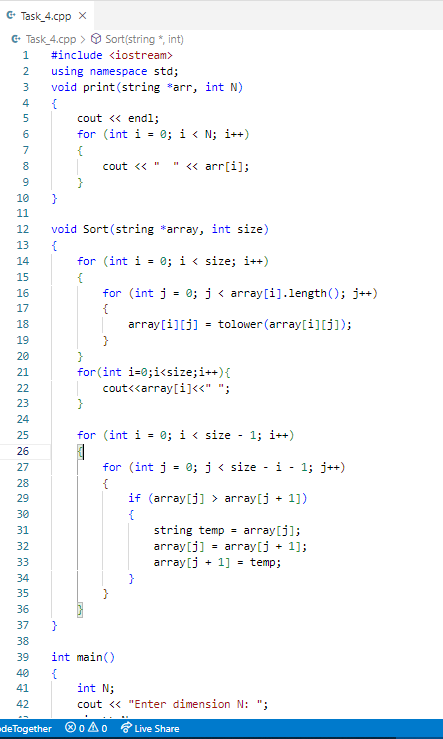 Task_4.cpp ×
Task_4.cpp > Sort(string *, int)
1 #include <iostream>
2 using namespace std;
3 void print(string *arr, int N)
4 {
5     cout << endl;
6     for (int i = 0; i < N; i++)
7     {
8         cout << "  " << arr[i];
9     }
10 }
11
12 void Sort(string *array, int size)
13 {
14     for (int i = 0; i < size; i++)
15     {
16         for (int j = 0; j < array[i].length(); j++)
17         {
18             array[i][j] = tolower(array[i][j]);
19         }
20     }
21     for(int i=0;i<size;i++){
22         cout<<array[i]<<" ";
23     }
24
25     for (int i = 0; i < size - 1; i++)
26     {
27         for (int j = 0; j < size - i - 1; j++)
28         {
29             if (array[j] > array[j + 1])
30             {
31                 string temp = array[j];
32                 array[j] = array[j + 1];
33                 array[j + 1] = temp;
34             }
35         }
36     }
37 }
38
39 int main()
40 {
41     int N;
42     cout << "Enter dimension N: ";
odeTogether 0 0 Live Share